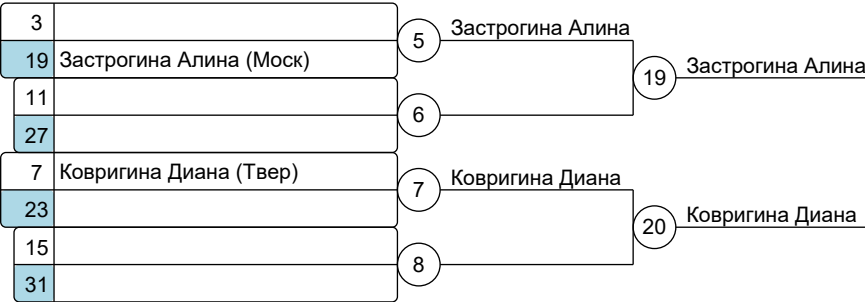 3
5
Застрогина Алина
19 Застрогина Алина (Моск)
19
Застрогина Алина
11
6
27
7 Ковригина Диана (Твер)
7
Ковригина Диана
23
20
Ковригина Диана
15
8
31